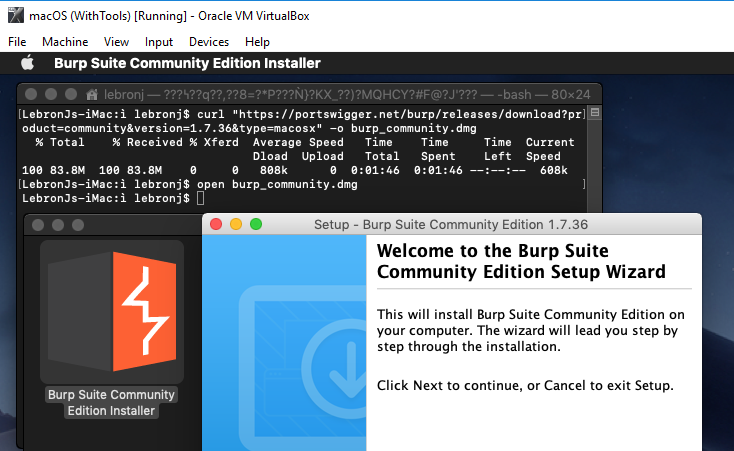 macOS (WithTools) [Running] - Oracle VM VirtualBox
File Machine View Input Devices Help
Burp Suite Community Edition Installer
lebronj — — -bash — 80×24
[LebronJs-iMac:ì lebronj$ curl "https://portswigger.net/burp/releases/download?pr
oduct=community&version=1.7.36&type=macosx" -o burp_community.dmg
% Total % Received % Xferd Average Speed Time Time Time Current
Dload Upload Total Spent Left Speed
100 83.8M 100 83.8M 0 0 808k 0 0:01:46 0:01:46 --:--:-- 608k
[LebronJs-iMac:ì lebronj$ open burp_community.dmg ]
LebronJs-iMac:ì lebronj$
Setup - Burp Suite Community Edition 1.7.36
Burp Suite Community
Edition Installer
Welcome to the Burp Suite
Community Edition Setup Wizard
This will install Burp Suite Community Edition on
your computer. The wizard will lead you step by
step through the installation.
Click Next to continue, or Cancel to exit Setup.